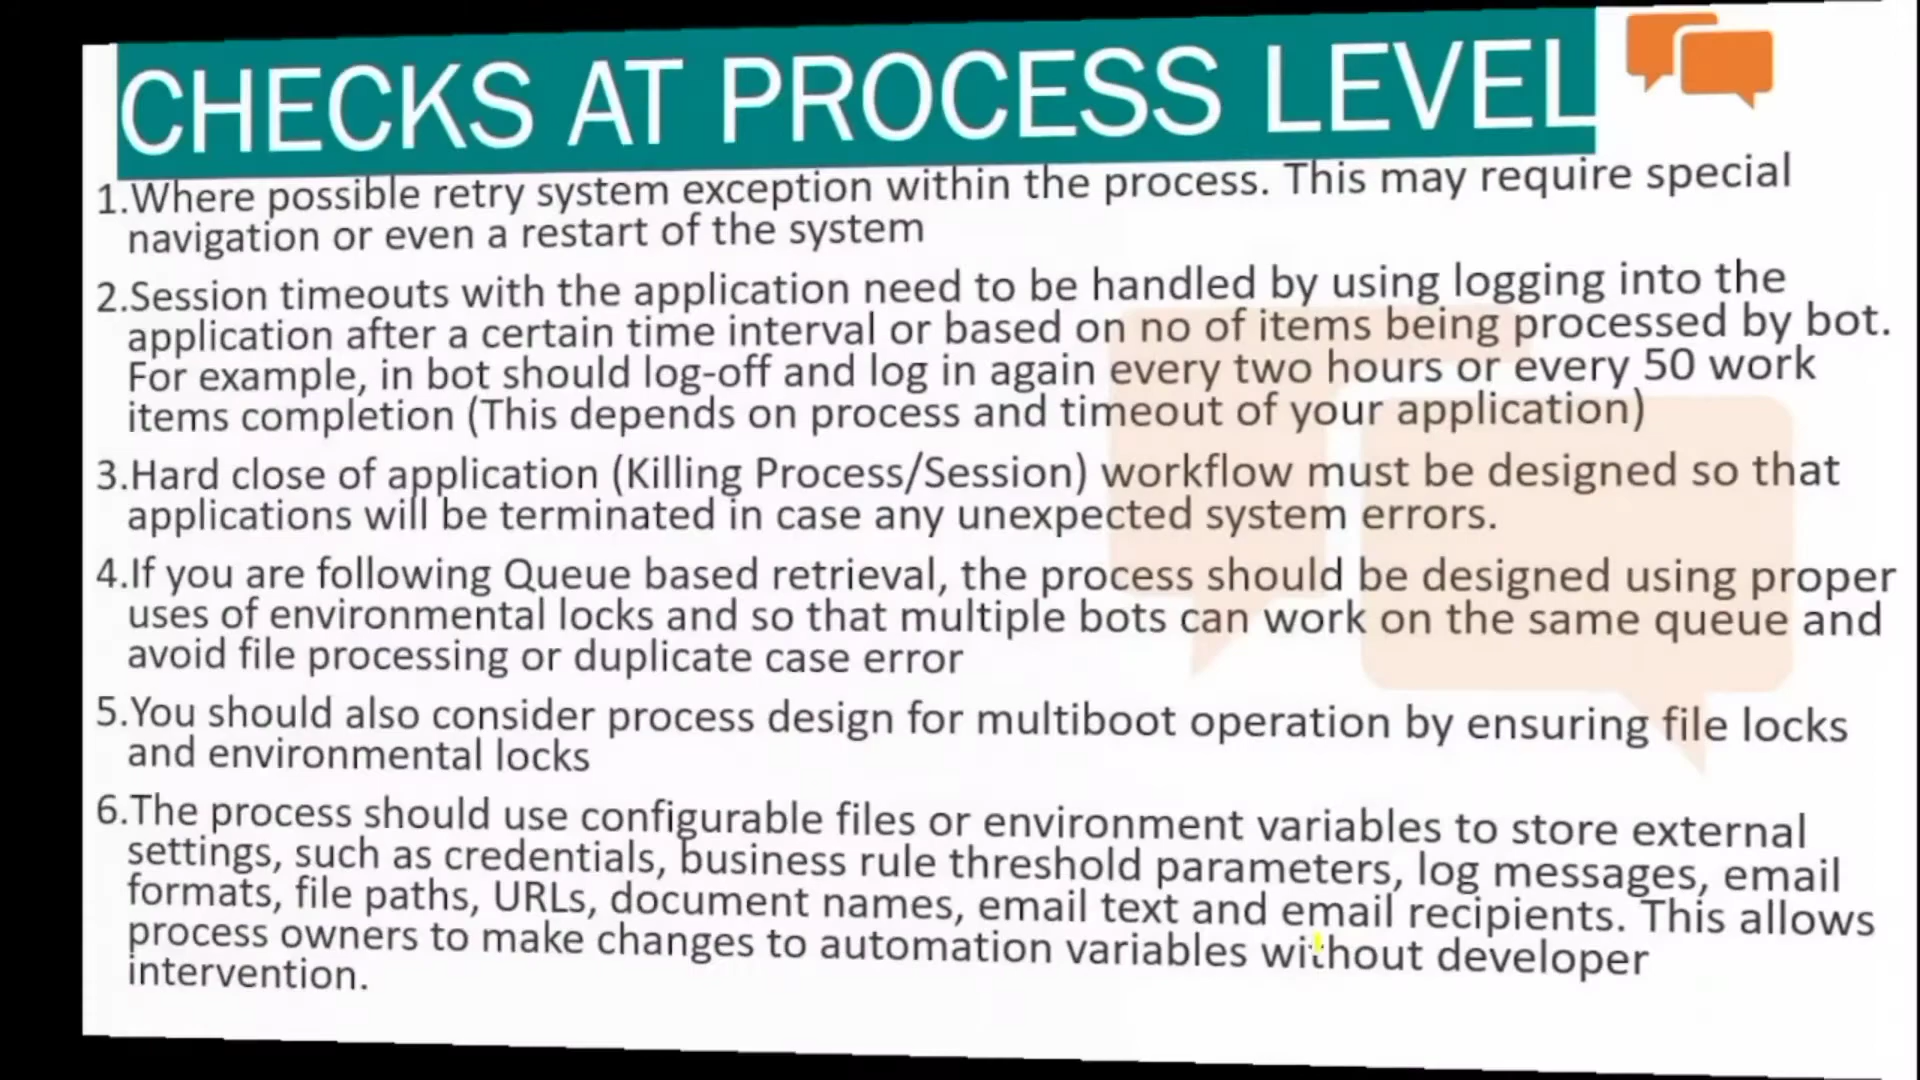 CHECKS AT PROCESS LEVEL
1.Where possible retry system exception within the process. This may require special
navigation or even a restart of the system
2.Session timeouts with the application need to be handled by using logging into the
application after a certain time interval or based on no of items being processed by bot.
For example, in bot should log-off and log in again every two hours or every 50 work
items completion (This depends on process and timeout of your application)
3.Hard close of application (Killing Process/Session) workflow must be designed so that
applications will be terminated in case any unexpected system errors.
4.If you are following Queue based retrieval, the process should be designed using proper
uses of environmental locks and so that multiple bots can work on the same queue and
avoid file processing or duplicate case error
5.You should also consider process design for multiboot operation by ensuring file locks
and environmental locks
6.The process should use configurable files or environment variables to store external
settings, such as credentials, business rule threshold parameters, log messages, email
formats, file paths, URLs, document names, email text and email recipients. This allows
process owners to make changes to automation variables without developer
intervention.